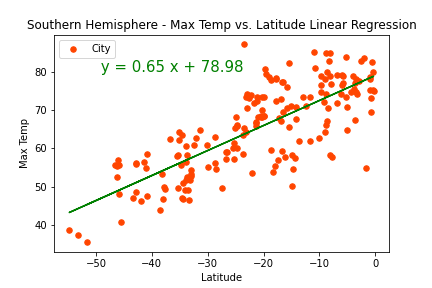 Southern Hemisphere - Max Temp vs. Latitude Linear Regression
City
y = 0.65 x + 78.98
80
70
60
50
40
Max Temp
−50
−40
−30
−20
−10
0
Latitude